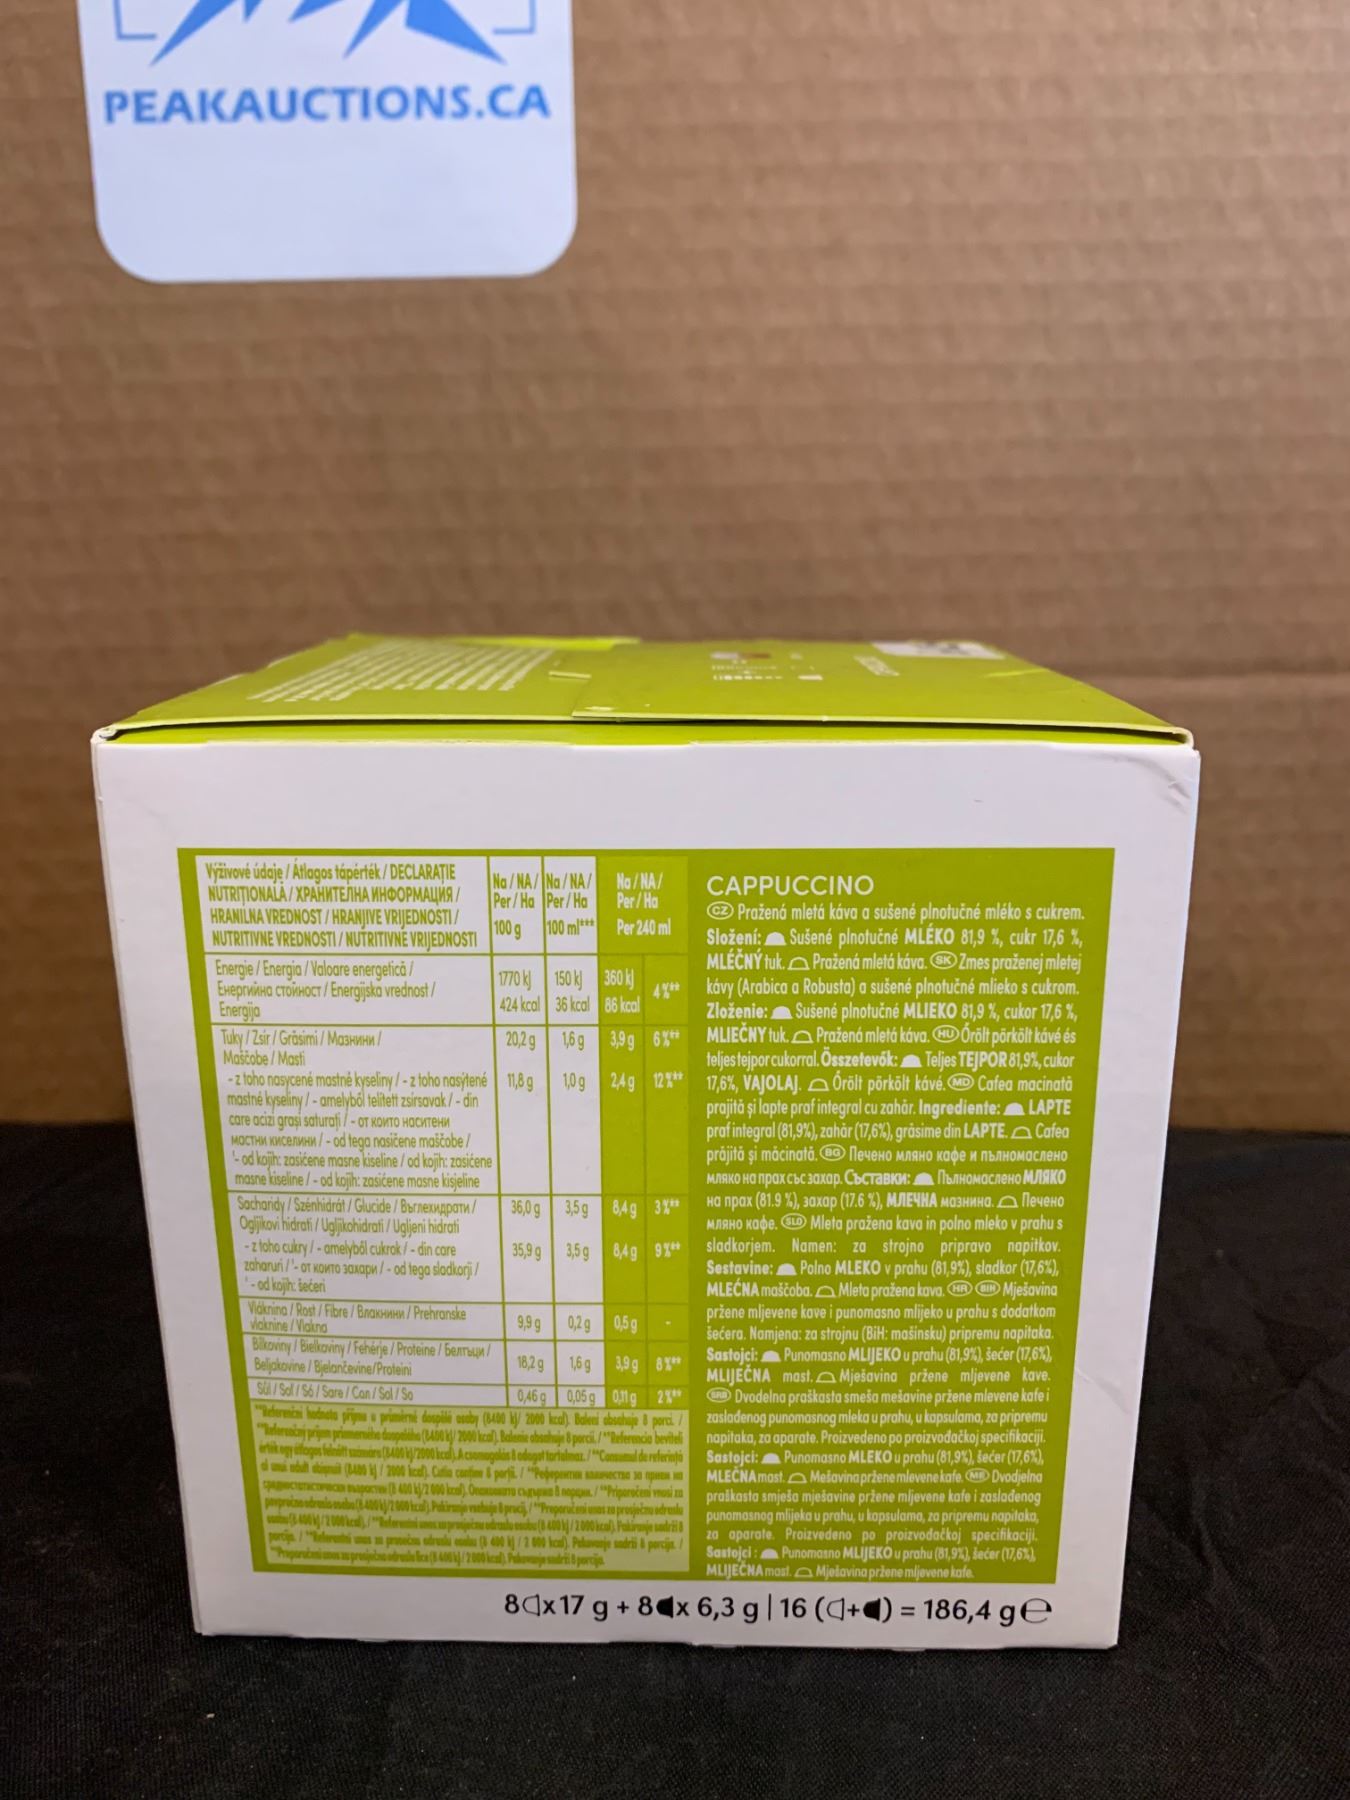 PEAKAUCTIONS.CA
Výživové údaje / Átlagos tápérték / DECLARAȚIE
NUTRIȚIONALĂ / ХРАНИТЕЛНА ИНФОРМАЦИЯ /
HRANILNA VREDNOST / HRANJIVE VRIJEDNOSTI /
NUTRITIVNE VREDNOSTI / NUTRITIVNE VRIJEDNOSTI
Na / NA / Per / Ha 100 g
Na / NA / Per / Ha 100 ml***
Na / NA / Per / Ha Per 240 ml
Energie / Energia / Valoare energetică /
Енергийна стойност / Energijska vrednost /
Energija
1770 kJ 150 kJ 360 kJ 4%**
424 kcal 36 kcal 86 kcal
Tuky / Zsír / Grăsimi / Мазнини /
Maščobe / Masti
20,2 g 1,6 g 3,9 g 6%**
- z toho nasycené mastné kyseliny / - z toho nasýtené
mastné kyseliny / - amelyből telített zsírsavak / - din
care acizi grași saturați / - от които наситени
мастни киселини / - od tega nasičene maščobe /
'- od kojih: zasićene masne kiseline / od kojih: zasićene
masne kiseline / - od kojih: zasićene masne kisjeline
11,8 g 1,0 g 2,4 g 12%**
Sacharidy / Szénhidrát / Glucide / Въглехидрати /
Ogljikovi hidrati / Ugljikohidrati / Ugljeni hidrati
36,0 g 3,5 g 8,4 g 3%**
- z toho cukry / - amelyből cukrok / - din care
zaharuri / '- от които захари / - od tega sladkorji /
'- od kojih: šećeri
35,9 g 3,5 g 8,4 g 9%**
Vláknina / Rost / Fibre / Влакнини / Prehranske
vlaknine / Vlakna
9,9 g 0,2 g 0,5 g -
Bílkoviny / Bielkoviny / Fehérje / Proteine / Белтъци /
Beljakovine / Bjelančevine/Proteini
18,2 g 1,6 g 3,9 g 8%**
Sůl / Soľ / Só / Sare / Сол / Sol / So
0,46 g 0,05 g 0,11 g 2%**
**Referenční hodnota příjmu u průměrné dospělé osoby (8400 kJ/ 2000 kcal). Balení obsahuje 8 porcí. /
CAPPUCCINO
CZ Pražená mletá káva a sušené plnotučné mléko s cukrem.
Složení: Sušené plnotučné MLÉKO 81,9 %, cukr 17,6 %,
MLÉČNÝ tuk. Pražená mletá káva. SK Zmes praženej mletej
kávy (Arabica a Robusta) a sušené plnotučné mlieko s cukrom.
Zloženie: Sušené plnotučné MLIEKO 81,9 %, cukor 17,6 %,
MLIEČNY tuk. Pražená mletá káva. HU Őrölt pörkölt kávé és
teljes tejpor cukorral. Összetevők: Teljes TEJPOR 81,9%, cukor
17,6%, VAJOLAJ. Őrölt pörkölt kávé. MD Cafea macinată
prajită și lapte praf integral cu zahăr. Ingrediente: LAPTE
praf integral (81,9%), zahăr (17,6%), grăsime din LAPTE. Cafea
prăjită și măcinată. BG Печено мляно кафе и пълномаслено
мляко на прах със захар. Съставки: Пълномаслено МЛЯКО
на прах (81.9 %), захар (17.6 %), МЛЕЧНА мазнина. Печено
мляно кафе. SLO Mleta pražena kava in polno mleko v prahu s
sladkorjem. Namen: za strojno pripravo napitkov.
Sestavine: Polno MLEKO v prahu (81,9%), sladkor (17,6%),
MLEČNA maščoba. Mleta pražena kava. HR BIH Mješavina
pržene mljevene kave i punomasno mlijeko u prahu s dodatkom
šećera. Namjena: za strojnu (BiH: mašinsku) pripremu napitaka.
Sastojci: Punomasno MLIJEKO u prahu (81,9%), šećer (17,6%),
MLIJEČNA mast. Mješavina pržene mljevene kave.
SRB Dvodelna praškasta smeša mešavine pržene mlevene kafe i
zaslađenog punomasnog mleka u prahu, u kapsulama, za pripremu
napitaka, za aparate. Proizvedeno po proizvođačkoj specifikaciji.
Sastojci: Punomasno MLEKO u prahu (81,9%), šećer (17,6%),
MLEČNA mast. Mešavina pržene mlevene kafe. ME Dvodjelna
praškasta smješa mješavine pržene mljevene kafe i zaslađenog
punomasnog mlijeka u prahu, u kapsulama, za pripremu napitaka,
za aparate. Proizvedeno po proizvođačkoj specifikaciji.
Sastojci : Punomasno MLIJEKO u prahu (81,9%), šećer (17,6%),
MLIJEČNA mast. Mješavina pržene mljevene kafe.
8 x 17 g + 8 x 6,3 g | 16 ( + ) = 186,4 g ℮